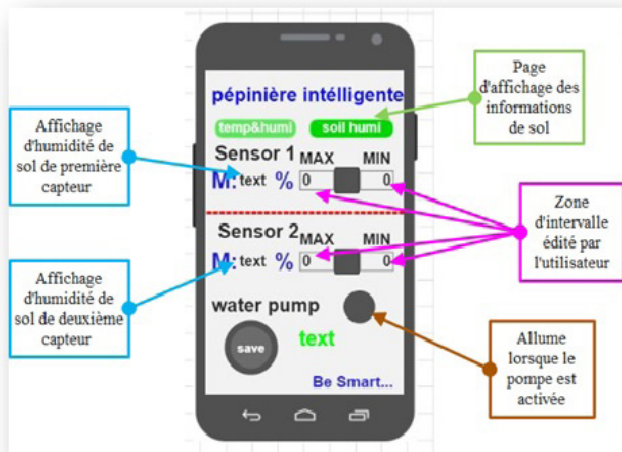 pépinière intélligente
temp&humi soil humi
Sensor 1
MAX MIN
M: text % 0 0
Sensor 2
MAX MIN
M: text % 0 0
water pump
save
text
Be Smart...
Affichage
d'humidité de
sol de première
capteur
Affichage
d'humidité de
sol de deuxième
capteur
Page
d'affichage des
informations
de sol
Zone
d'intervalle
édité par
l'utilisateur
Allume
lorsque le
pompe est
activée